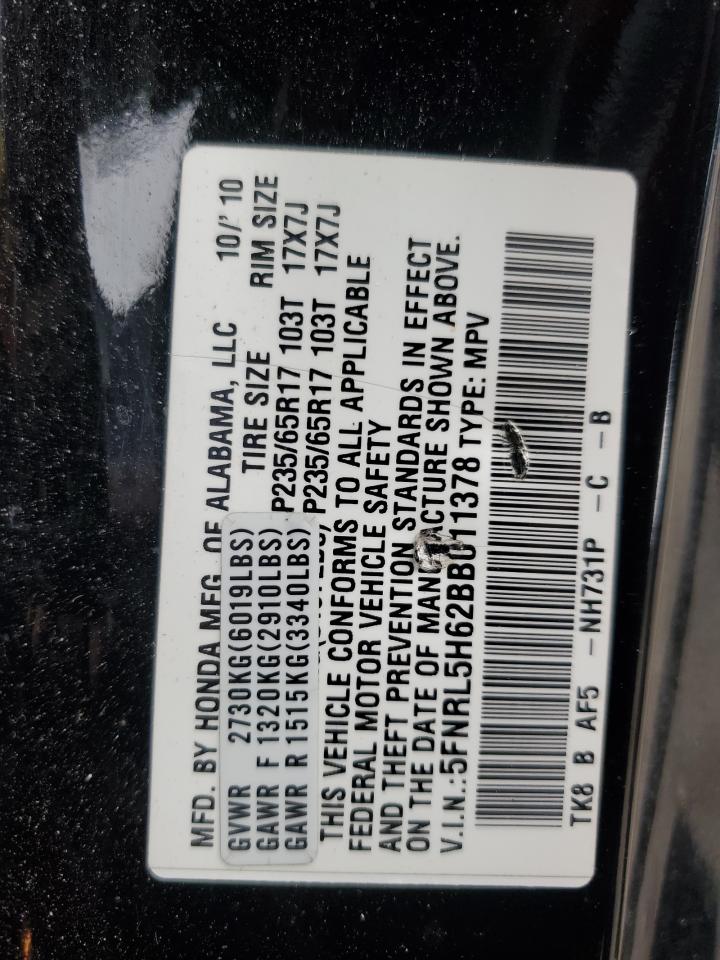 MFD. BY HONDA MFG. OF ALABAMA, LLC 10/'10
GVWR 2730KG(6019LBS) TIRE SIZE RIM SIZE
GAWR F 1320KG(2910LBS) P235/65R17 103T 17X7J
GAWR R 1515KG(3340LBS) P235/65R17 103T 17X7J
THIS VEHICLE CONFORMS TO ALL APPLICABLE
FEDERAL MOTOR VEHICLE SAFETY
AND THEFT PREVENTION STANDARDS IN EFFECT
ON THE DATE OF MANUFACTURE SHOWN ABOVE.
V.I.N.:5FNRL5H62BB011378 TYPE: MPV
TK8 B AF5 -NH731P -C -B